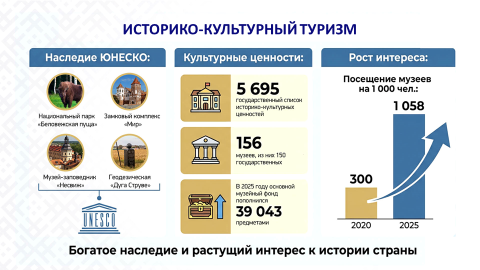 ИСТОРИКО-КУЛЬТУРНЫЙ ТУРИЗМ
Наследие ЮНЕСКО:
Национальный парк
«Беловежская пуща»
Замковый комплекс
«Мир»
Музей-заповедник
«Несвиж»
Геодезическая
«Дуга Струве»
UNESCO
Культурные ценности:
5 695
государственный список
историко-культурных
ценностей
156
музеев, из них 150
государственных
В 2025 году основной
музейный фонд
пополнился
39 043
предметами
Рост интереса:
Посещение музеев
на 1 000 чел.:
1 058
300
2020
2025
Богатое наследие и растущий интерес к истории страны